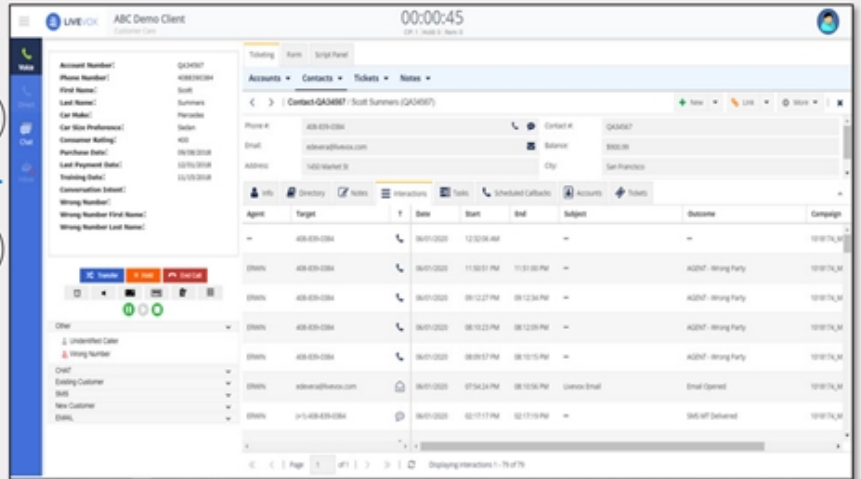 LIVEVOX
ABC Demo Client
Customer Care
00:00:45
Voice
Direct
Chat
Account Number: QA34567
Phone Number: 4088390384
First Name: Scott
Last Name: Summers
Car Make: Mercedes
Car Size Preference: Sedan
Consumer Rating: 400
Purchase Date: 09/08/2018
Last Payment Date: 12/01/2018
Training Date: 11/15/2018
Conversation Intent:
Wrong Number:
Wrong Number First Name:
Wrong Number Last Name:
Transfer
Hold
End Call
Other
Unidentified Caller
Wrong Number
CHAT
Existing Customer
SMS
New Customer
EMAIL
Ticketing Form Script Panel
Accounts Contacts Tickets Notes
Contact-QA34567 / Scott Summers (QA34567)
New Link More
Phone #: 408-839-0384 Contact #: QA34567
Email: edevera@livevox.com Balance: $900.99
Address: 1450 Market St City: San Francisco
Info Directory Notes Interactions Tasks Scheduled Callbacks Accounts Tickets
Agent Target T Date Start End Subject Outcome Campaign
-- 408-839-0384 06/01/2020 12:32:06 AM -- --
ERWIN 408-839-0384 06/01/2020 11:50:51 PM 11:51:00 PM -- AGENT - Wrong Party
ERWIN 408-839-0384 06/01/2020 09:12:27 PM 09:12:34 PM -- AGENT - Wrong Party
ERWIN 408-839-0384 06/01/2020 08:10:23 PM 08:12:09 PM -- AGENT - Wrong Party
ERWIN 408-839-0384 06/01/2020 08:09:57 PM 08:10:15 PM -- AGENT - Wrong Party
ERWIN edevera@livevox.com 06/01/2020 07:54:24 PM 08:10:56 PM Livevox Email Email Opened
ERWIN (+1) 408-839-0384 06/01/2020 02:17:17 PM 02:17:19 PM -- SMS MT Delivered
Page 1 of 1 Displaying interactions 1 - 79 of 79